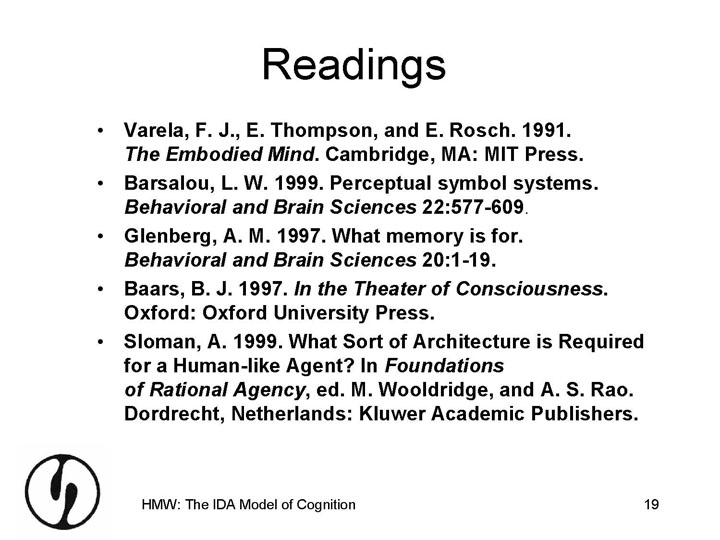 Readings
• Varela, F. J., E. Thompson, and E. Rosch. 1991.
The Embodied Mind. Cambridge, MA: MIT Press.
• Barsalou, L. W. 1999. Perceptual symbol systems.
Behavioral and Brain Sciences 22:577-609.
• Glenberg, A. M. 1997. What memory is for.
Behavioral and Brain Sciences 20:1-19.
• Baars, B. J. 1997. In the Theater of Consciousness.
Oxford: Oxford University Press.
• Sloman, A. 1999. What Sort of Architecture is Required
for a Human-like Agent? In Foundations
of Rational Agency, ed. M. Wooldridge, and A. S. Rao.
Dordrecht, Netherlands: Kluwer Academic Publishers.
HMW: The IDA Model of Cognition 19